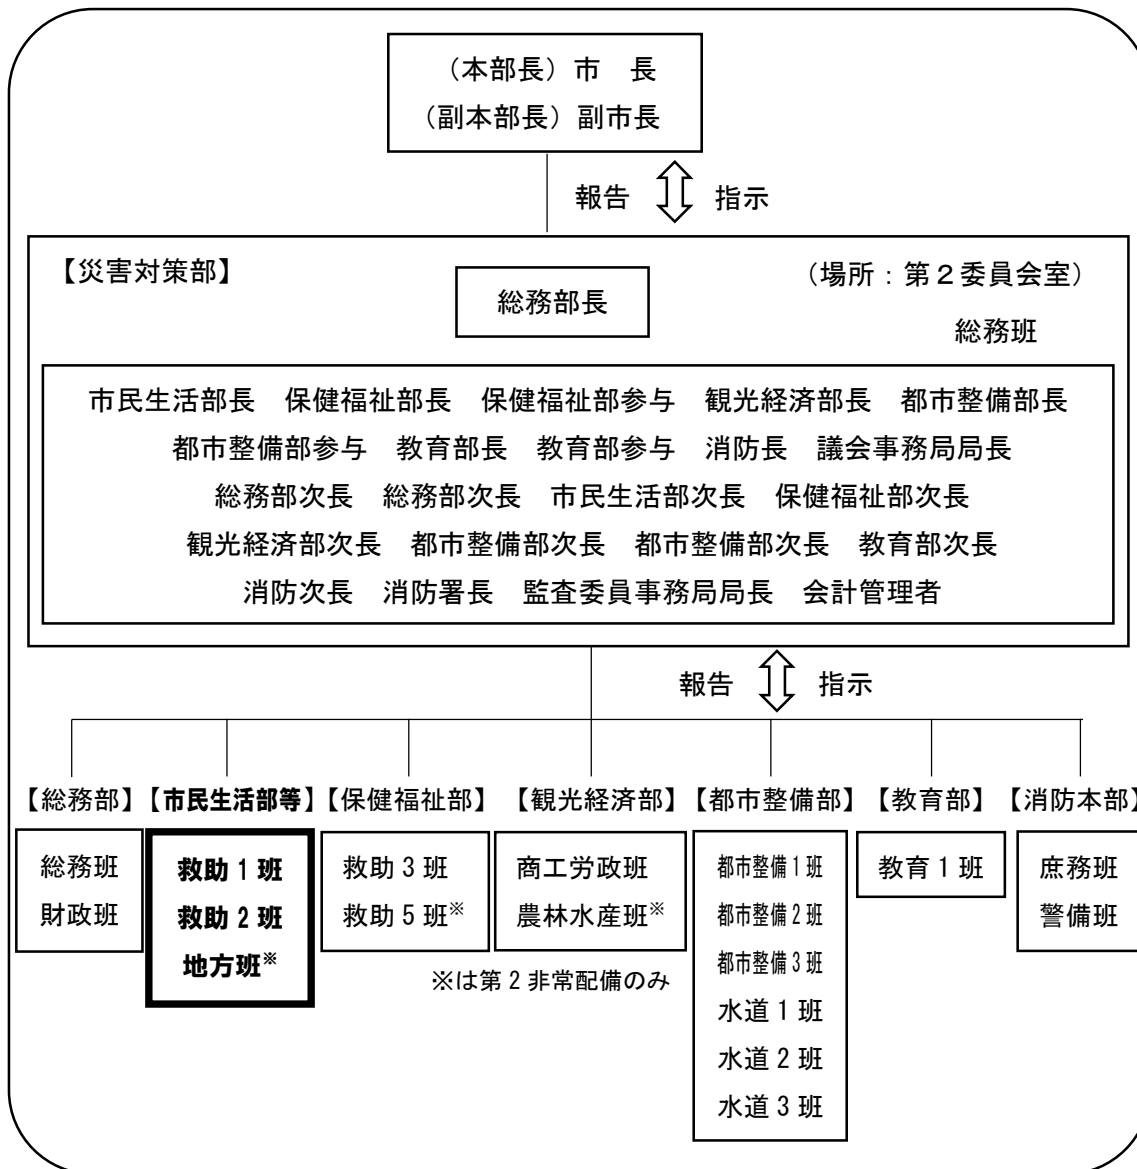 （本部長）市　長
（副本部長）副市長
報告　指示
【災害対策部】　（場所：第２委員会室）
総務部長
総務班
市民生活部長　保健福祉部長　保健福祉部参与　観光経済部長　都市整備部長
都市整備部参与　教育部長　教育部参与　消防長　議会事務局局長
総務部次長　総務部次長　市民生活部次長　保健福祉部次長
観光経済部次長　都市整備部次長　都市整備部次長　教育部次長
消防次長　消防署長　監査委員事務局局長　会計管理者
報告　指示
【総務部】
総務班
財政班
【市民生活部等】
救助1班
救助2班
地方班※
【保健福祉部】
救助3班
救助5班※
【観光経済部】
商工労政班
農林水産班※
※は第2非常配備のみ
【都市整備部】
都市整備1班
都市整備2班
都市整備3班
水道1班
水道2班
水道3班
【教育部】
教育1班
【消防本部】
庶務班
警備班